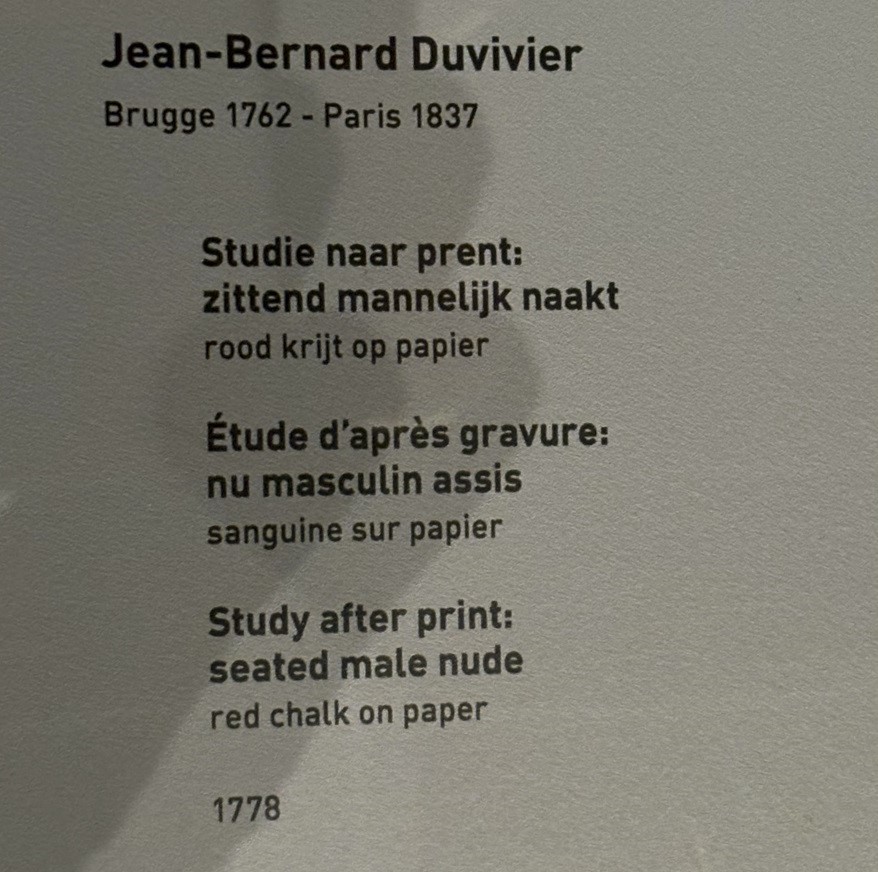 Jean-Bernard Duvivier
Brugge 1762 - Paris 1837
Studie naar prent:
zittend mannelijk naakt
rood krijt op papier
Étude d'après gravure:
nu masculin assis
sanguine sur papier
Study after print:
seated male nude
red chalk on paper
1778